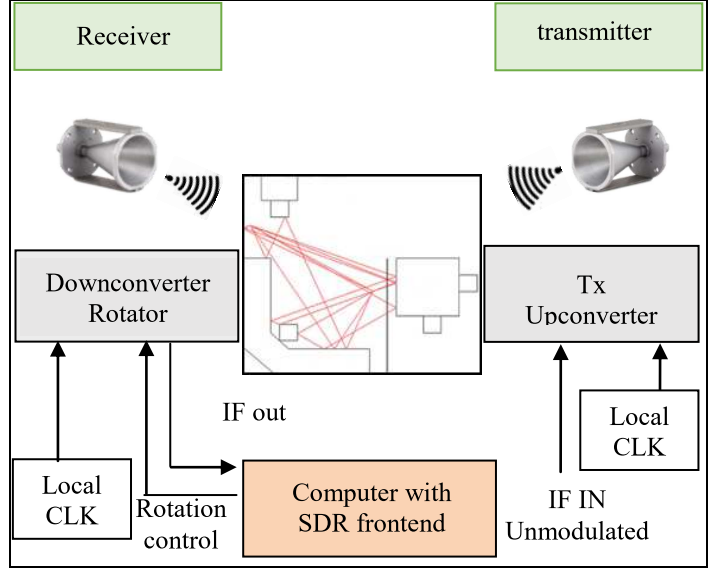 Receiver
transmitter
Downconverter
Rotator
Tx
Upconverter
IF out
Local
CLK
Local
CLK
Rotation
control
Computer with
SDR frontend
IF IN
Unmodulated